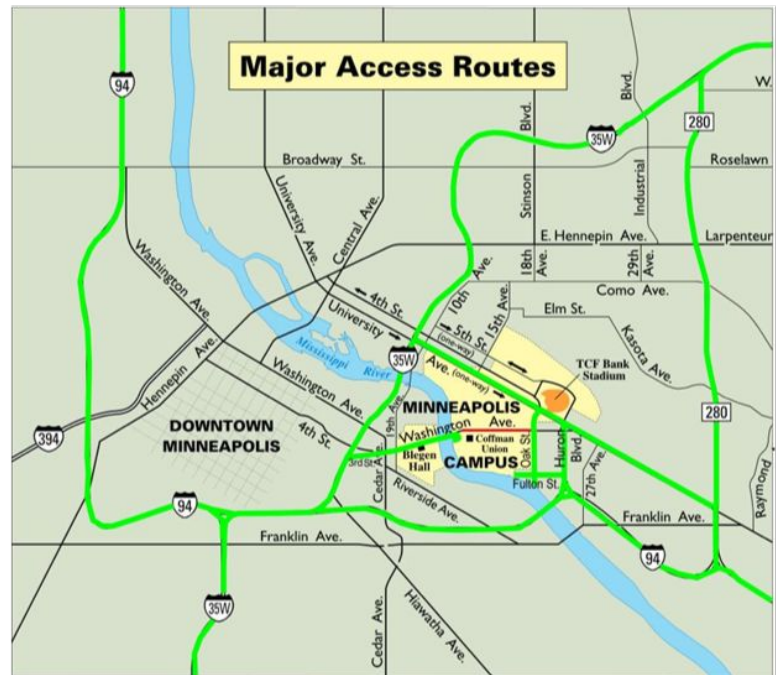 Major Access Routes
94
35W
280
W.
Blvd.
Blvd.
Broadway St.
Roselawn
Stinson
Industrial
University Ave.
Central Ave.
E. Hennepin Ave.
Larpenteur
Washington Ave.
18th Ave.
29th Ave.
10th Ave.
15th Ave.
Como Ave.
4th St.
Elm St.
University
5th St.
(one-way)
Kasota Ave.
Mississippi River
35W
Ave. (one-way)
TCF Bank
Stadium
Hennepin Ave.
Washington Ave.
19th Ave.
MINNEAPOLIS
280
394
DOWNTOWN
MINNEAPOLIS
4th St.
Washington Ave.
Coffman
Union
Blegen
Hall
CAMPUS
Oak St.
Huron Blvd.
3rd St.
Cedar Ave.
Riverside Ave.
Fulton St.
27th Ave.
Raymond
94
Franklin Ave.
Franklin Ave.
94
35W
Cedar Ave.
Hiawatha Ave.